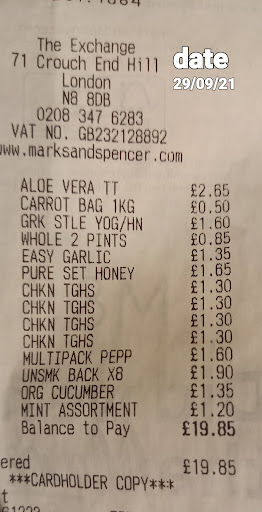 The Exchange
71 Crouch End Hill
date
London
29/09/21
N8 8DB
0208 347 6283
VAT NO. GB232128892
www.marksandspencer.com
ALOE VERA TT £2.65
CARROT BAG 1KG £0.50
GRK STLE YOG/HN £1.60
WHOLE 2 PINTS £0.85
EASY GARLIC £1.35
PURE SET HONEY £1.65
CHKN TGHS £1.30
CHKN TGHS £1.30
CHKN TGHS £1.30
CHKN TGHS £1.30
MULTIPACK PEPP £1.60
UNSMK BACK X8 £1.90
ORG CUCUMBER £1.35
MINT ASSORTMENT £1.20
Balance to Pay £19.85
ered £19.85
***CARDHOLDER COPY***
t